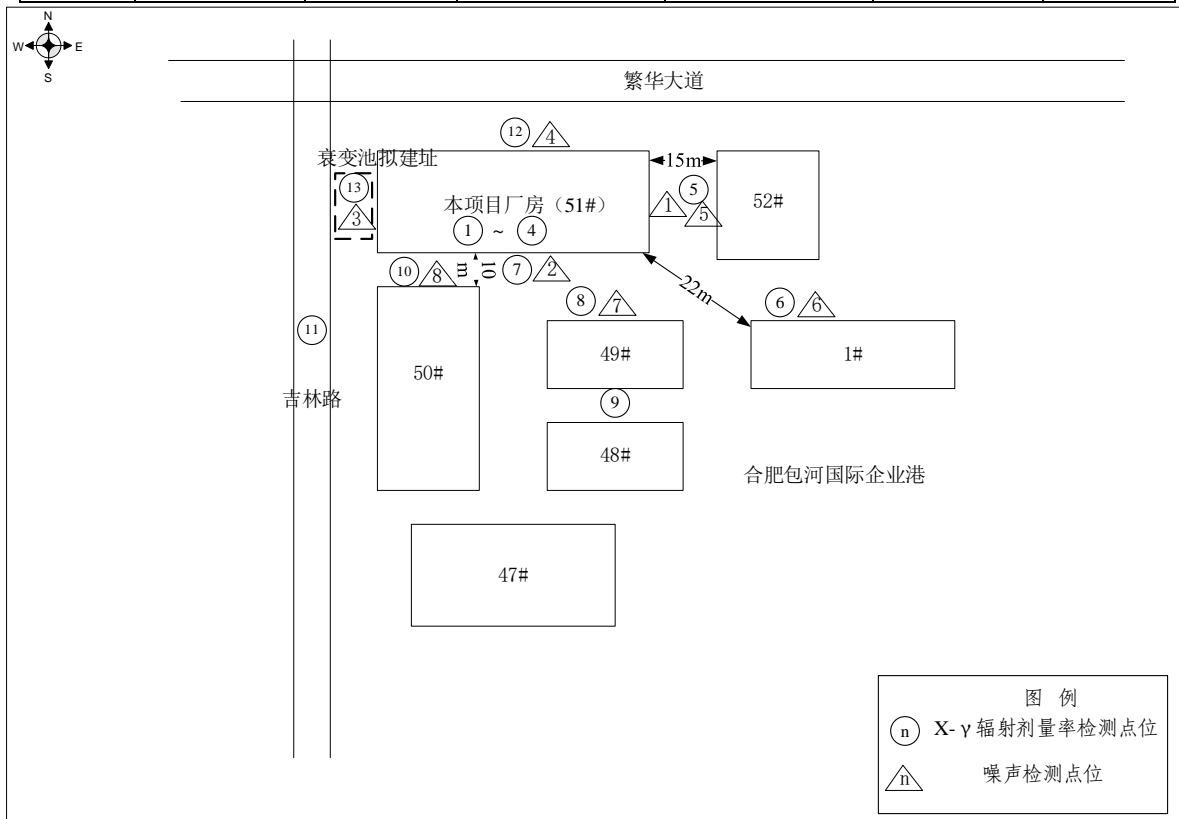 N
W
E
S
繁华大道
⑫
4
衰变池拟建址
15m
⑬
3
本项目厂房（51#）
① ~ ④
1
⑤
5
52#
⑩
8
10m
⑦
2
22m
⑧
7
⑥
6
⑪
49#
1#
50#
吉林路
⑨
48#
合肥包河国际企业港
47#
图 例
n X-γ辐射剂量率检测点位
n 噪声检测点位